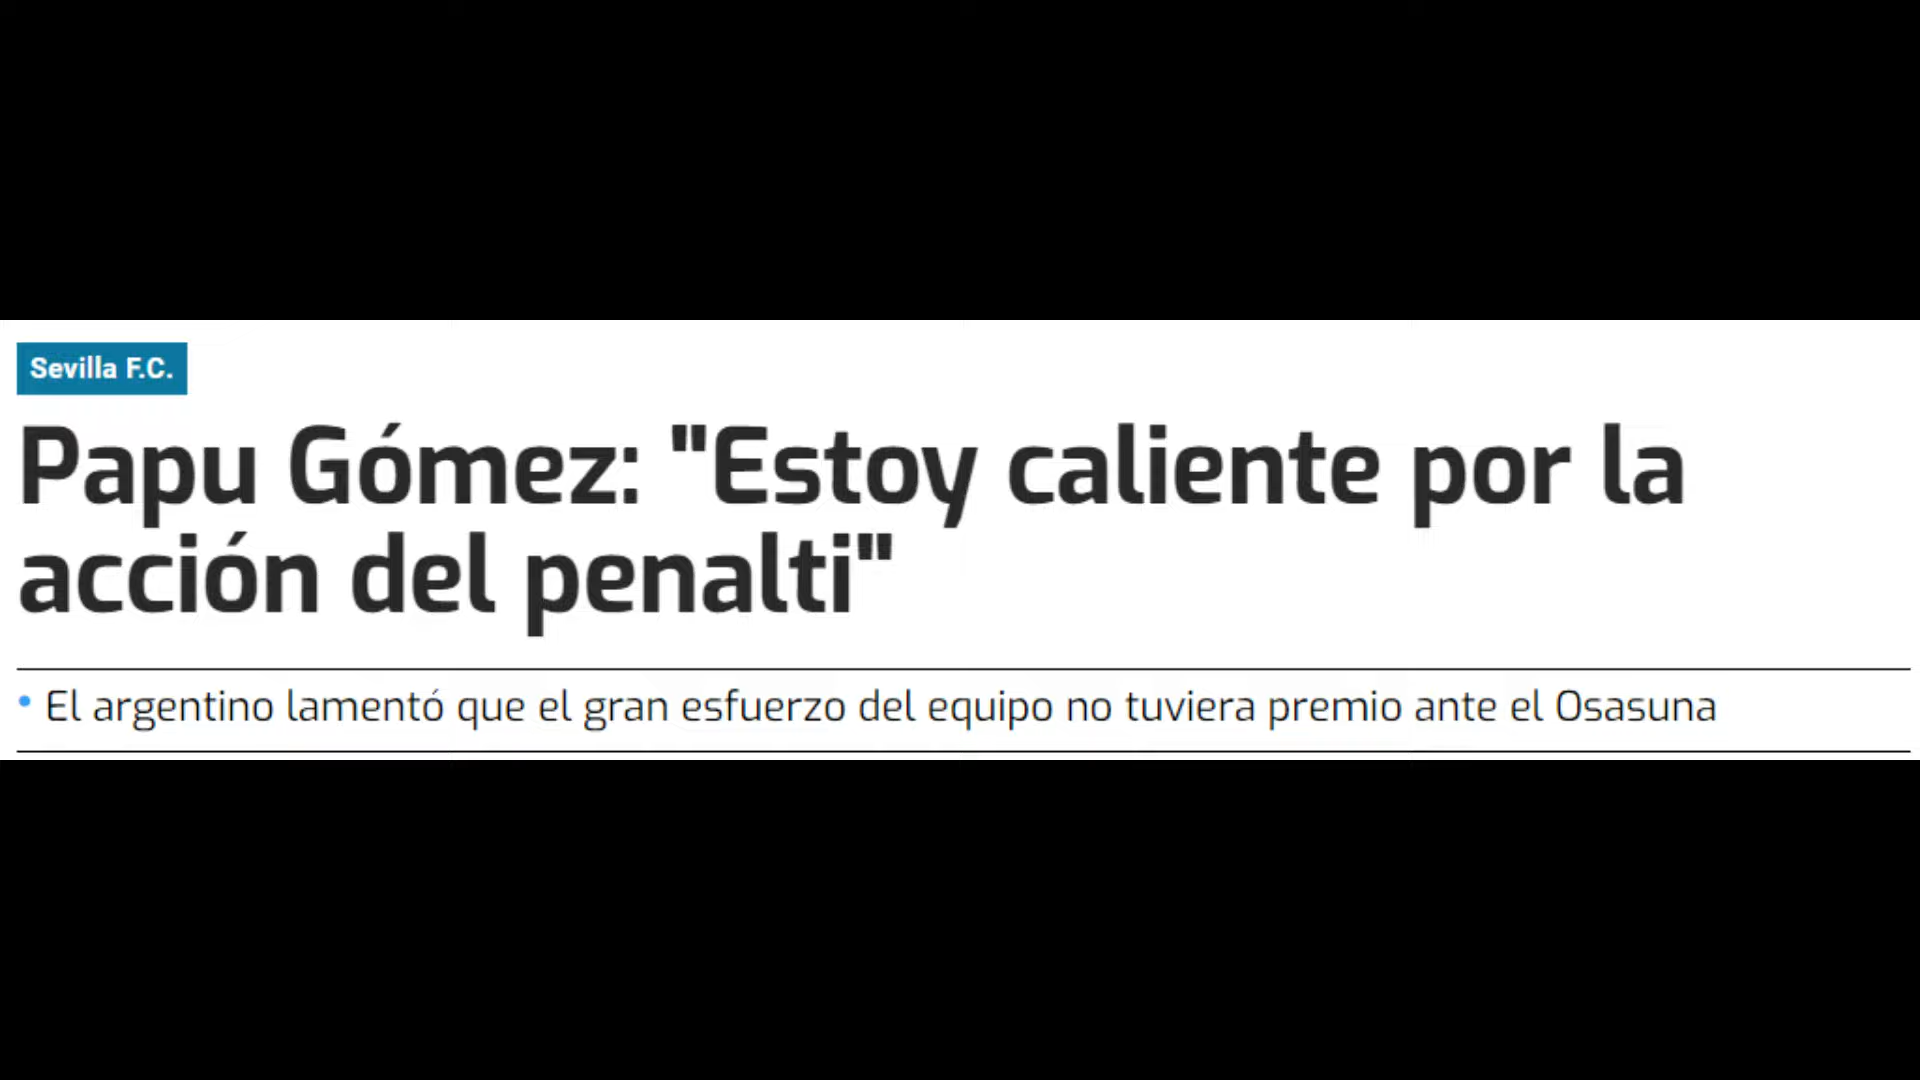 Sevilla F.C.
Papu Gómez: "Estoy caliente por la
acción del penalti"
• El argentino lamentó que el gran esfuerzo del equipo no tuviera premio ante el Osasuna